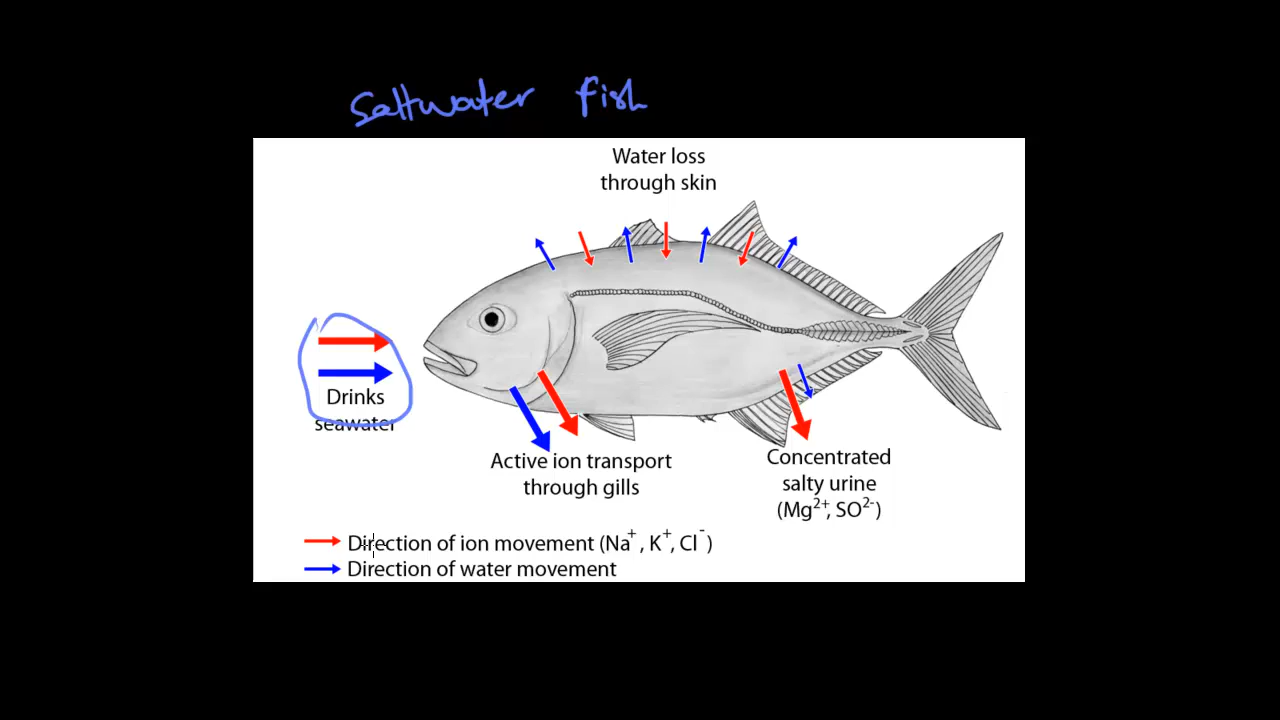 Saltwater fish
Water loss
through skin
Drinks
seawater
Active ion transport
through gills
Concentrated
salty urine
(Mg²⁺, SO²⁻)
Direction of ion movement (Na⁺, K⁺, Cl⁻)
Direction of water movement